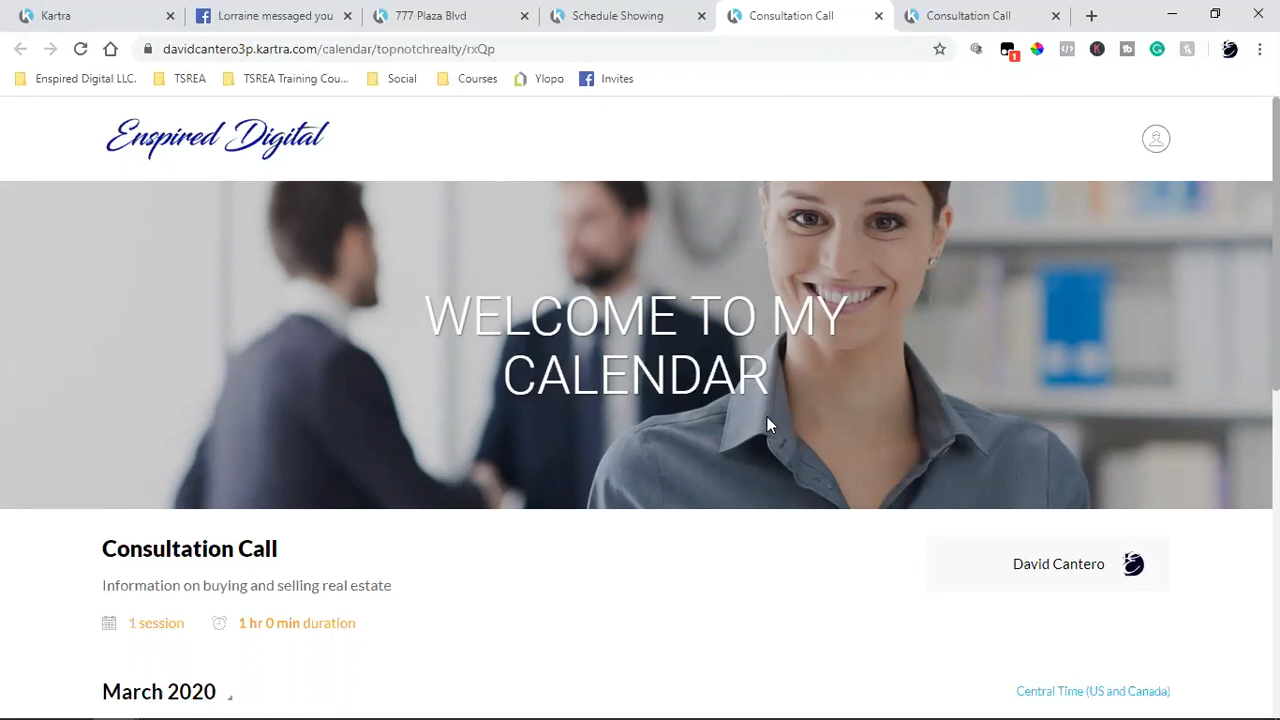 Kartra
Lorraine messaged you
777 Plaza Blvd
Schedule Showing
Consultation Call
Consultation Call
davidcantero3p.kartra.com/calendar/topnotchrealty/rxQp
1
Enspired Digital LLC.
TSREA
TSREA Training Cou...
Social
Courses
Ylopo
Invites
Enspired Digital
WELCOME TO MY
CALENDAR
Consultation Call
David Cantero
Information on buying and selling real estate
1 session
1 hr 0 min duration
March 2020
Central Time (US and Canada)